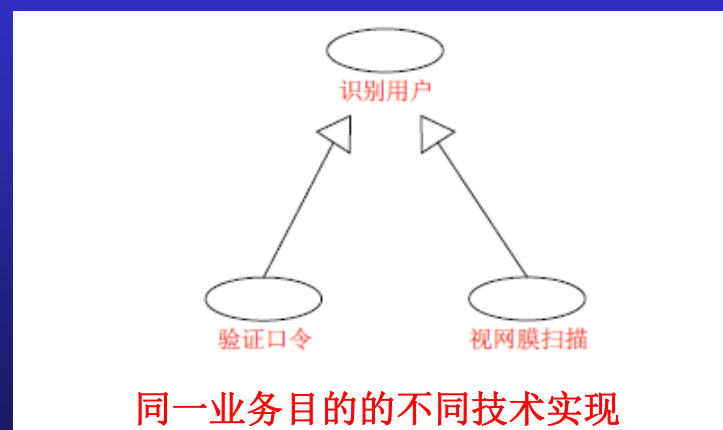 识别用户
验证口令
视网膜扫描
同一业务目的的不同技术实现